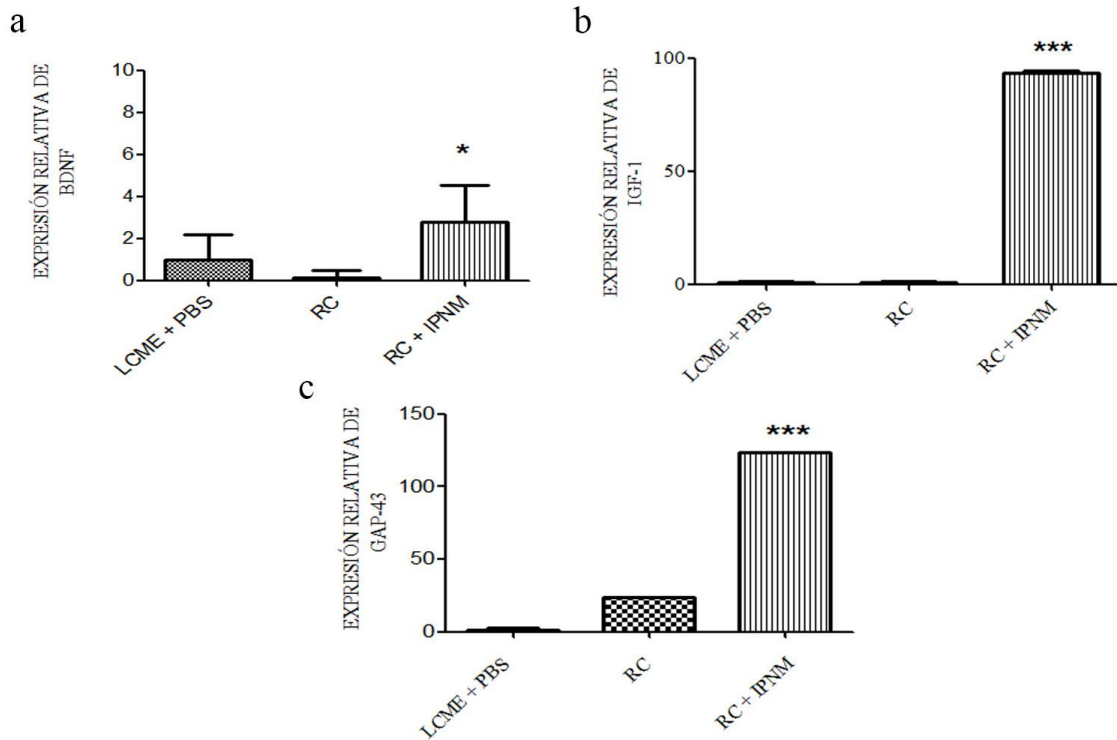 a
EXPRESIÓN RELATIVA DE
BDNF
10
8
6
4
2
0
*
LCME + PBS
RC
RC + IPNM
b
EXPRESIÓN RELATIVA DE
IGF-1
100
50
0
***
LCME + PBS
RC
RC + IPNM
c
EXPRESIÓN RELATIVA DE
GAP-43
150
100
50
0
***
LCME + PBS
RC
RC + IPNM